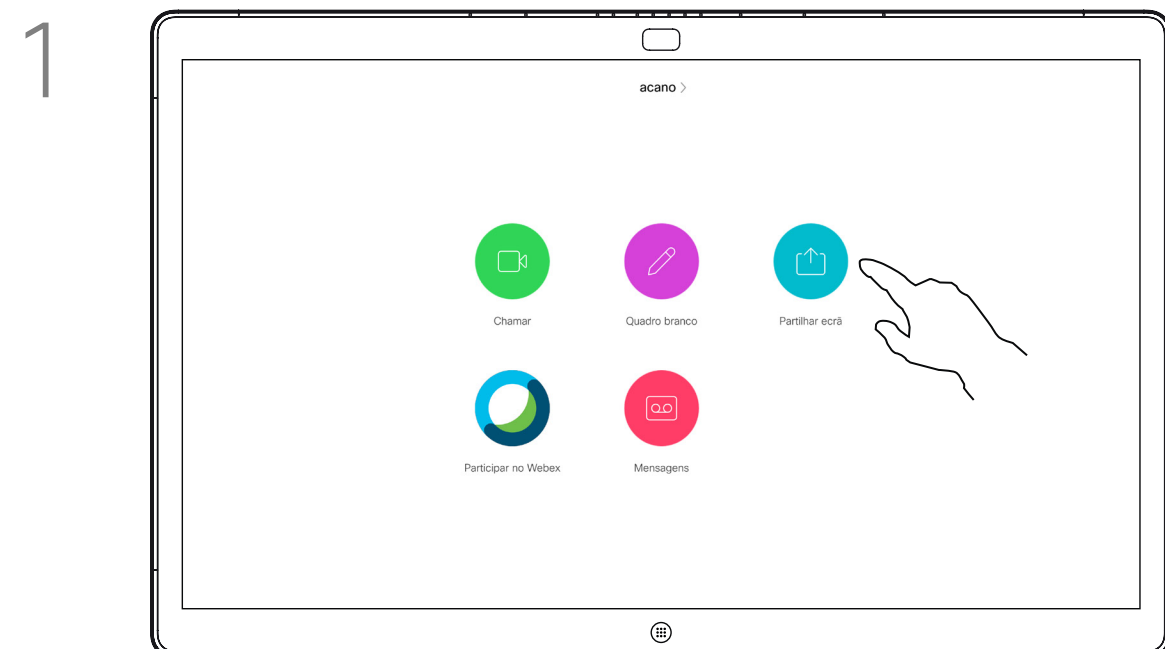 1
acano >
Chamar
Quadro branco
Partilhar ecrã
Participar no Webex
Mensagens